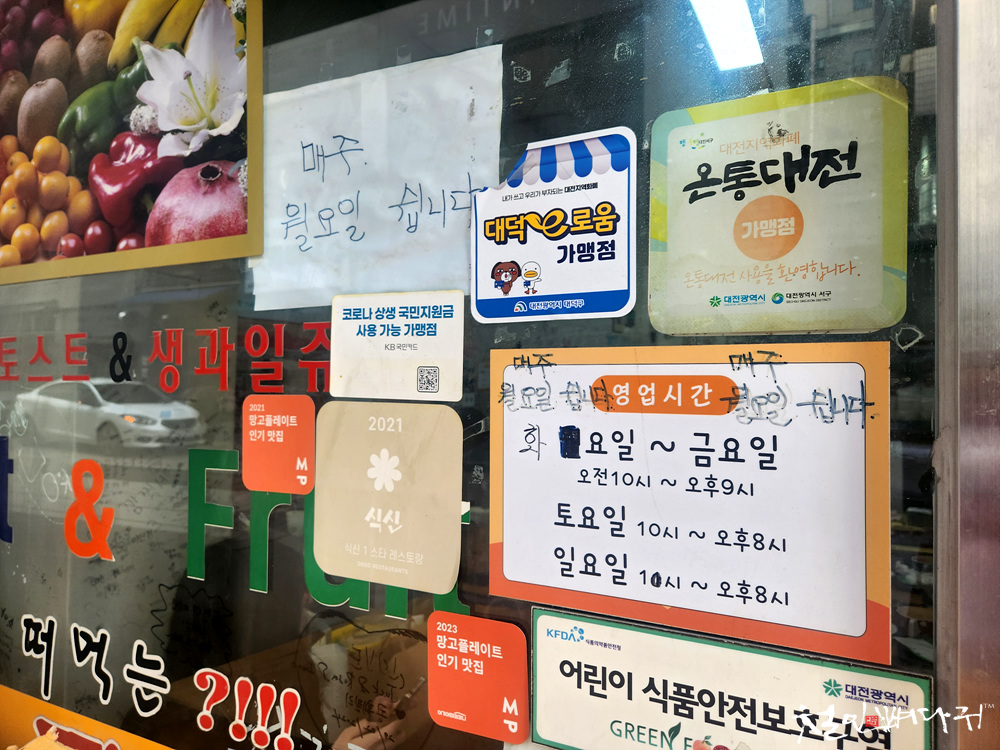 매주
월요일 쉽니다
내가 쓰고 우리가 부자되는 대전지역화폐
대덕e로움
가맹점
대전광역시 대덕구
대전지역화폐
온통대전
가맹점
온통대전 사용을 환영합니다.
대전광역시
대전광역시 서구
코로나 상생 국민지원금
사용 가능 가맹점
KB국민카드
토스트 & 생과일쥬
2021
망고플레이트
인기 맛집
MP
2021
식신
식신 1 스타 레스토랑
매주
월요일 쉽니다
영업시간
매주
월요일 쉽니다.
화요일 ~ 금요일
오전10시 ~ 오후9시
토요일 10시 ~ 오후8시
일요일 11시 ~ 오후8시
& Fruit
2023
망고플레이트
인기 맛집
MP
떠먹는 ?!!!!
KFDA 식품의약품안전청
대전광역시
어린이 식품안전보호
GREEN